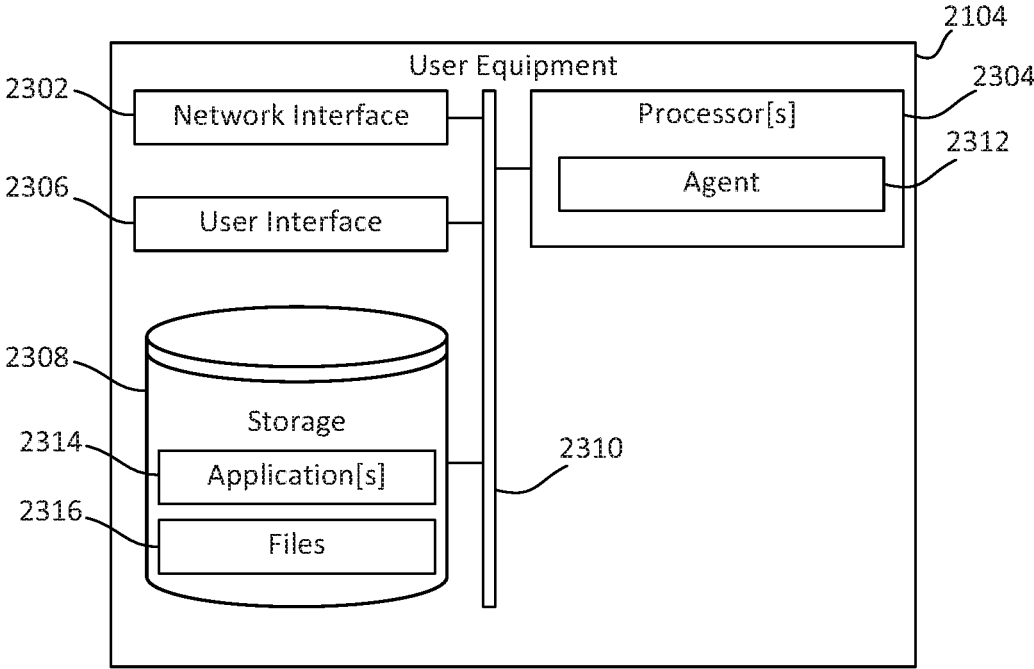 2104
User Equipment
2302
Network Interface
Processor[s]
2304
2312
Agent
2306
User Interface
2308
Storage
2314
Application[s]
2310
2316
Files